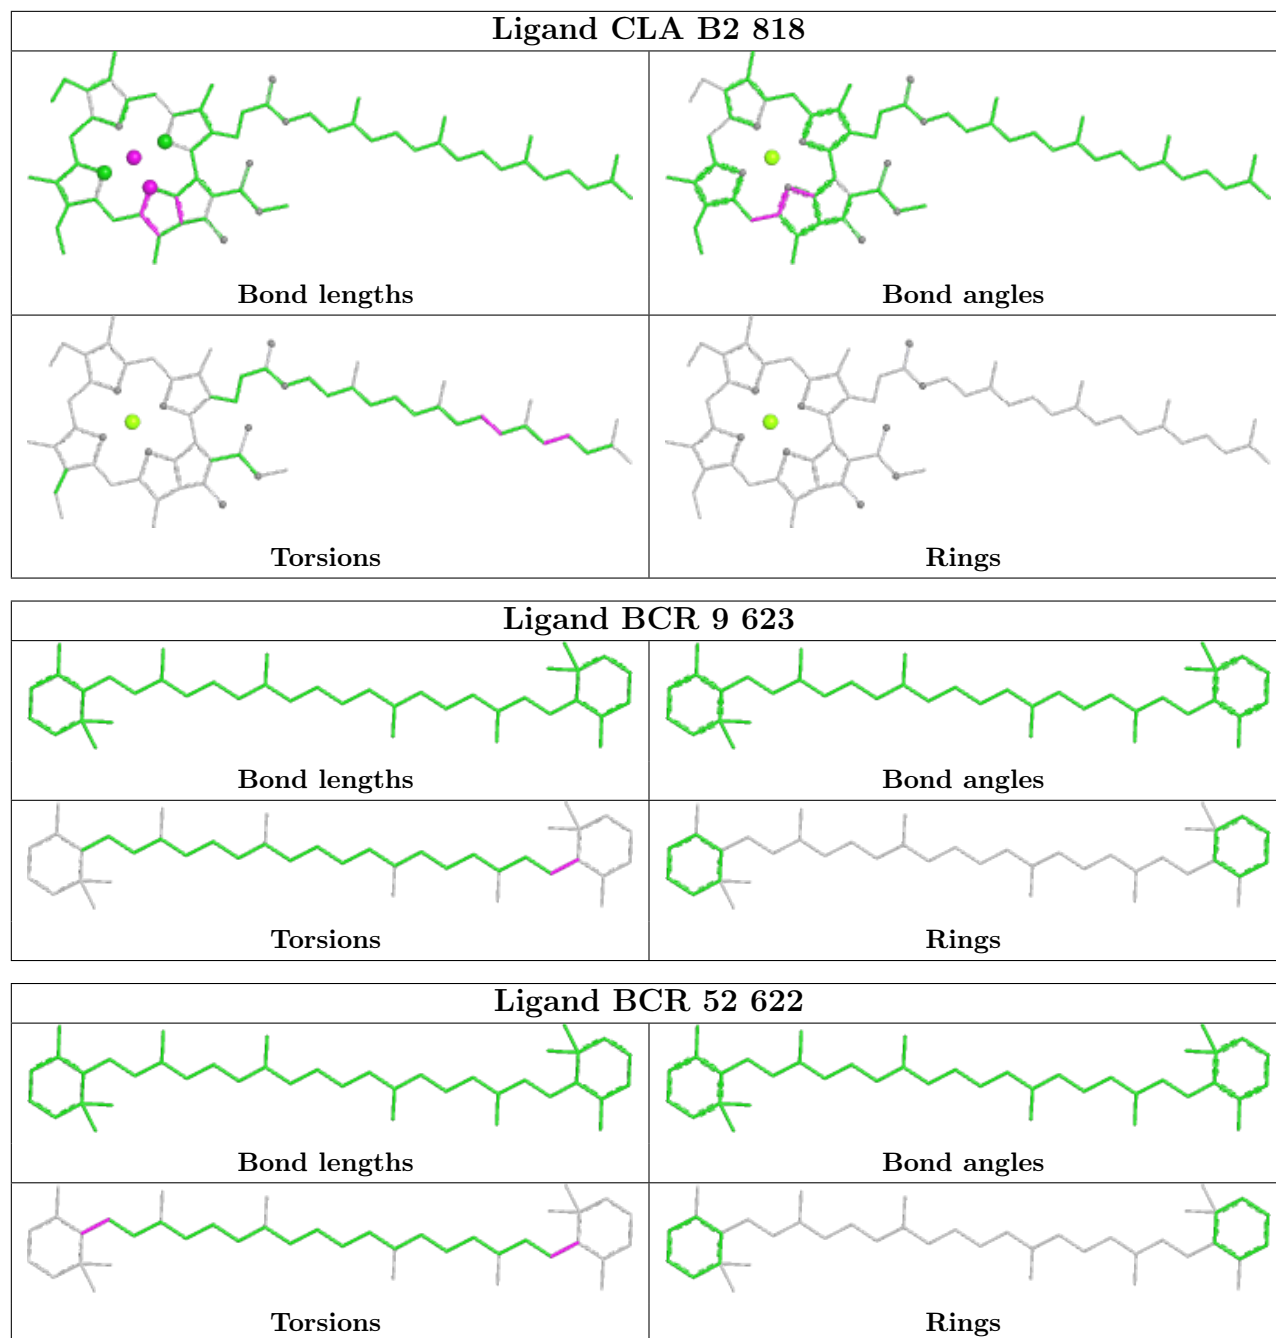 Ligand CLA B2 818
Bond lengths
Bond angles
Torsions
Rings
Ligand BCR 9 623
Bond lengths
Bond angles
Torsions
Rings
Ligand BCR 52 622
Bond lengths
Bond angles
Torsions
Rings